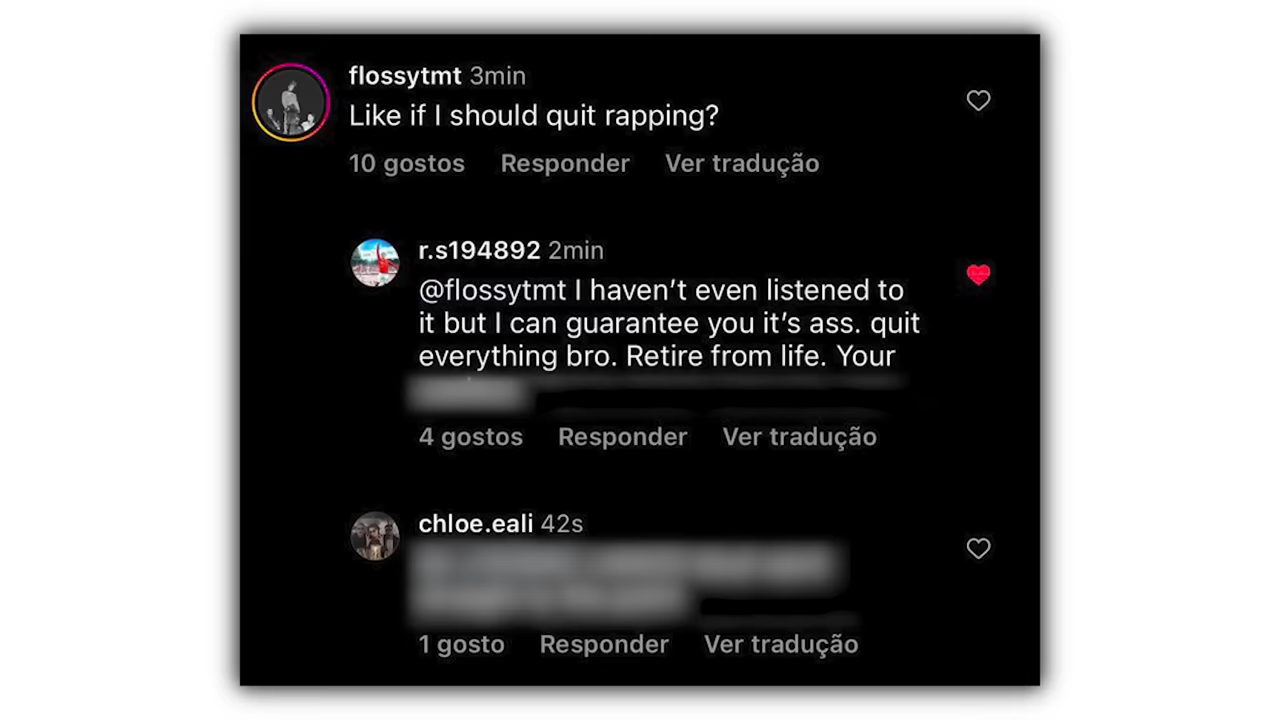 flossytmt 3min
Like if I should quit rapping?
10 gostos Responder Ver tradução
r.s194892 2min
@flossytmt I haven’t even listened to
it but I can guarantee you it’s ass. quit
everything bro. Retire from life. Your
4 gostos Responder Ver tradução
chloe.eali 42s
1 gosto Responder Ver tradução